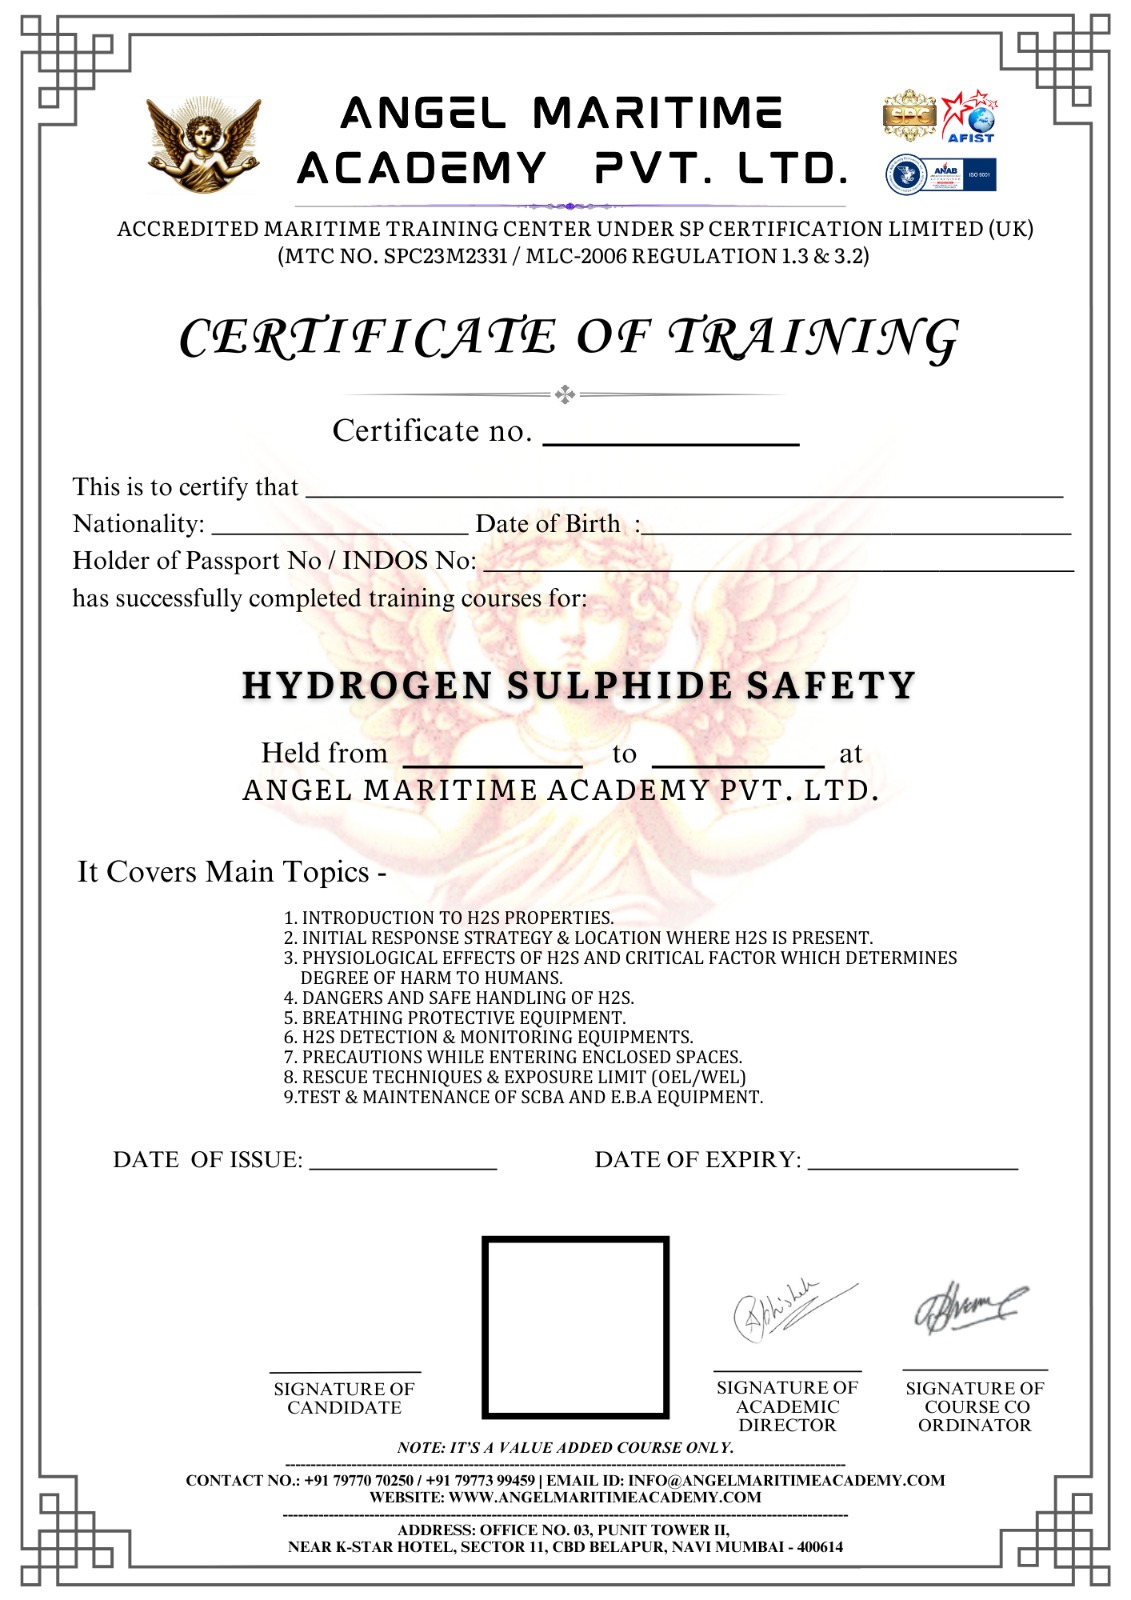 ANGEL MARITIME
ACADEMY PVT. LTD.
SPC
AFIST
ANAB
ISO 9001
ACCREDITED MARITIME TRAINING CENTER UNDER SP CERTIFICATION LIMITED (UK)
(MTC NO. SPC23M2331 / MLC-2006 REGULATION 1.3 & 3.2)
CERTIFICATE OF TRAINING
Certificate no. 
This is to certify that
Nationality: Date of Birth :
Holder of Passport No / INDOS No:
has successfully completed training courses for:
HYDROGEN SULPHIDE SAFETY
Held from to at
ANGEL MARITIME ACADEMY PVT. LTD.
It Covers Main Topics -
1. INTRODUCTION TO H2S PROPERTIES.
2. INITIAL RESPONSE STRATEGY & LOCATION WHERE H2S IS PRESENT.
3. PHYSIOLOGICAL EFFECTS OF H2S AND CRITICAL FACTOR WHICH DETERMINES
DEGREE OF HARM TO HUMANS.
4. DANGERS AND SAFE HANDLING OF H2S.
5. BREATHING PROTECTIVE EQUIPMENT.
6. H2S DETECTION & MONITORING EQUIPMENTS.
7. PRECAUTIONS WHILE ENTERING ENCLOSED SPACES.
8. RESCUE TECHNIQUES & EXPOSURE LIMIT (OEL/WEL)
9.TEST & MAINTENANCE OF SCBA AND E.B.A EQUIPMENT.
DATE OF ISSUE: DATE OF EXPIRY:
Abhishek
SIGNATURE OF
CANDIDATE
SIGNATURE OF
ACADEMIC
DIRECTOR
SIGNATURE OF
COURSE CO
ORDINATOR
NOTE: IT'S A VALUE ADDED COURSE ONLY.
CONTACT NO.: +91 79770 70250 / +91 79773 99459 | EMAIL ID: INFO@ANGELMARITIMEACADEMY.COM
WEBSITE: WWW.ANGELMARITIMEACADEMY.COM
ADDRESS: OFFICE NO. 03, PUNIT TOWER II,
NEAR K-STAR HOTEL, SECTOR 11, CBD BELAPUR, NAVI MUMBAI - 400614